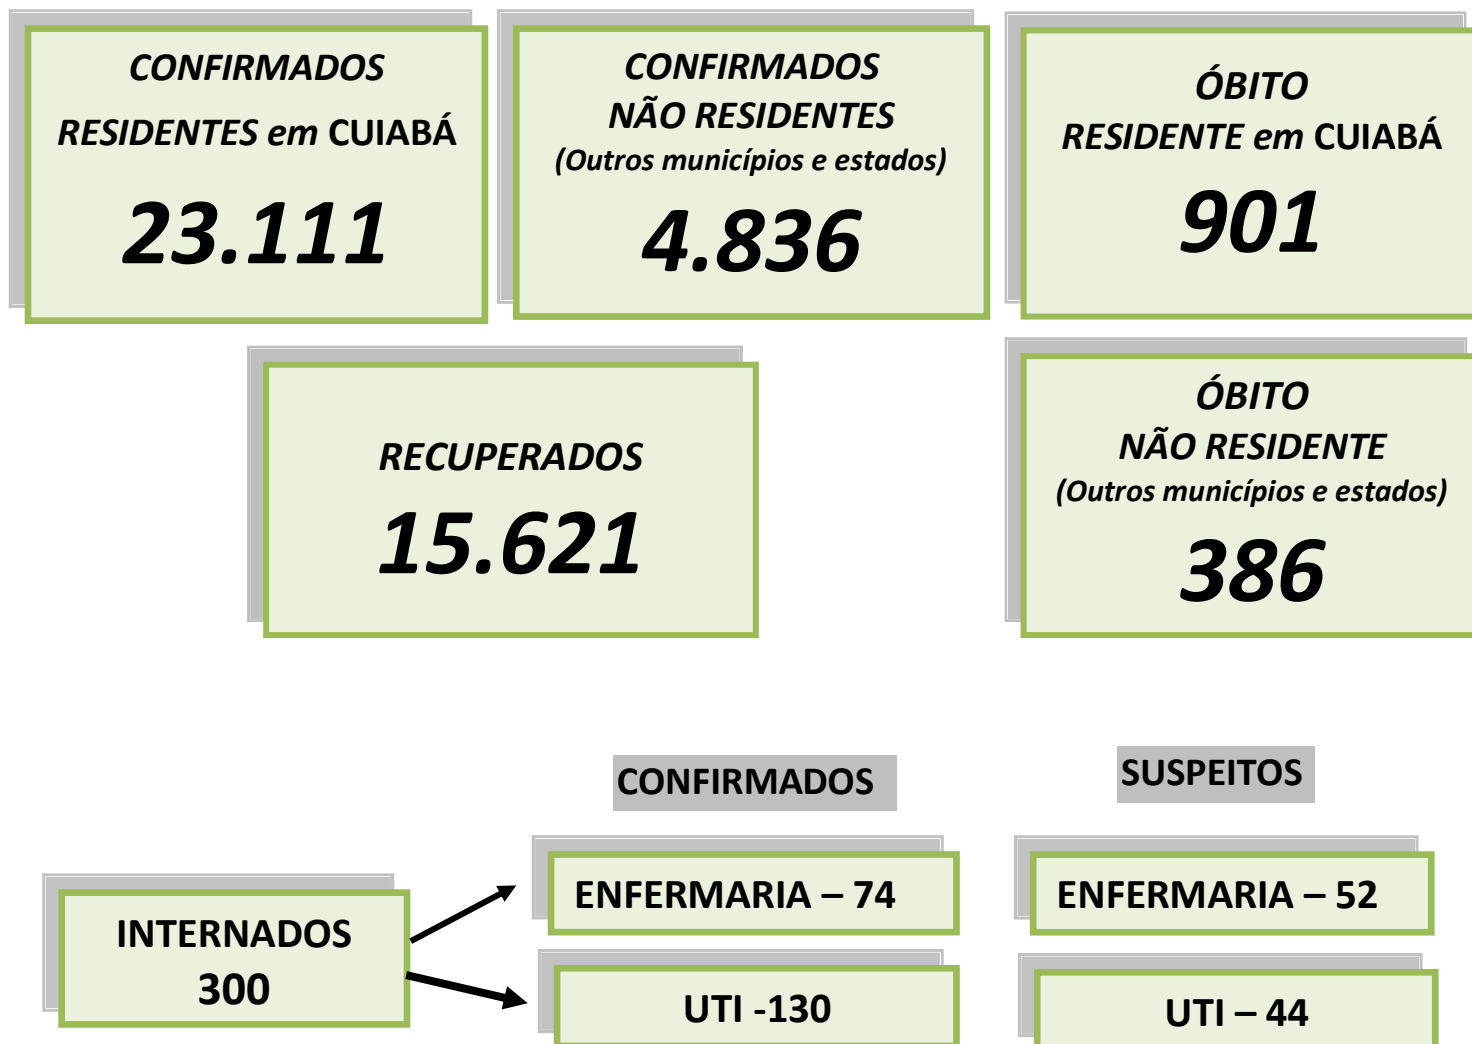 CONFIRMADOS
RESIDENTES em CUIABÁ
23.111
CONFIRMADOS
NÃO RESIDENTES
(Outros municípios e estados)
4.836
ÓBITO
RESIDENTE em CUIABÁ
901
RECUPERADOS
15.621
ÓBITO
NÃO RESIDENTE
(Outros municípios e estados)
386
CONFIRMADOS
SUSPEITOS
INTERNADOS
300
ENFERMARIA – 74
ENFERMARIA – 52
UTI -130
UTI – 44